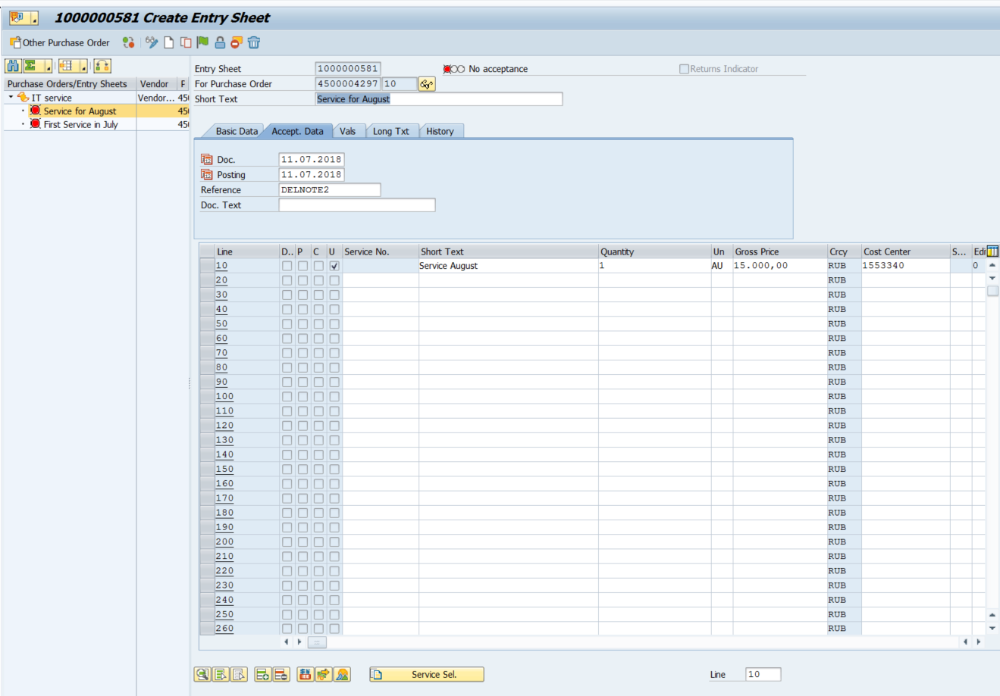 1000000581 Create Entry Sheet
Other Purchase Order
Purchase Orders/Entry Sheets Vendor F
IT service Vendor... 450
Service for August 450
First Service in July 450
Entry Sheet 1000000581 No acceptance Returns Indicator
For Purchase Order 4500004297 10
Short Text Service for August
Basic Data Accept. Data Vals Long Txt History
Doc. 11.07.2018
Posting 11.07.2018
Reference DELNOTE2
Doc. Text
Line D.. P C U Service No. Short Text Quantity Un Gross Price Crcy Cost Center S... Edi
10 Service August 1 AU 15.000,00 RUB 1553340 0
20 RUB
30 RUB
40 RUB
50 RUB
60 RUB
70 RUB
80 RUB
90 RUB
100 RUB
110 RUB
120 RUB
130 RUB
140 RUB
150 RUB
160 RUB
170 RUB
180 RUB
190 RUB
200 RUB
210 RUB
220 RUB
230 RUB
240 RUB
250 RUB
260 RUB
Service Sel. Line 10